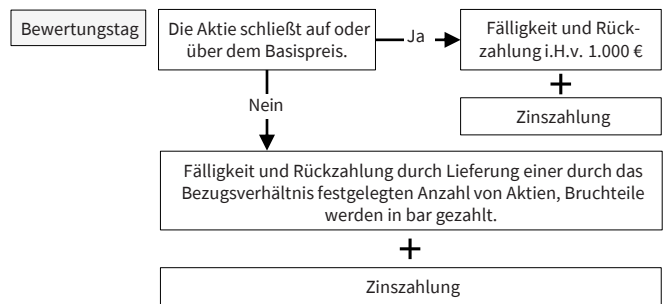 Bewertungstag
Die Aktie schließt auf oder
über dem Basispreis.
Ja
Fälligkeit und Rück-
zahlung i.H.v. 1.000 €
+
Zinszahlung
Nein
Fälligkeit und Rückzahlung durch Lieferung einer durch das
Bezugsverhältnis festgelegten Anzahl von Aktien, Bruchteile
werden in bar gezahlt.
+
Zinszahlung